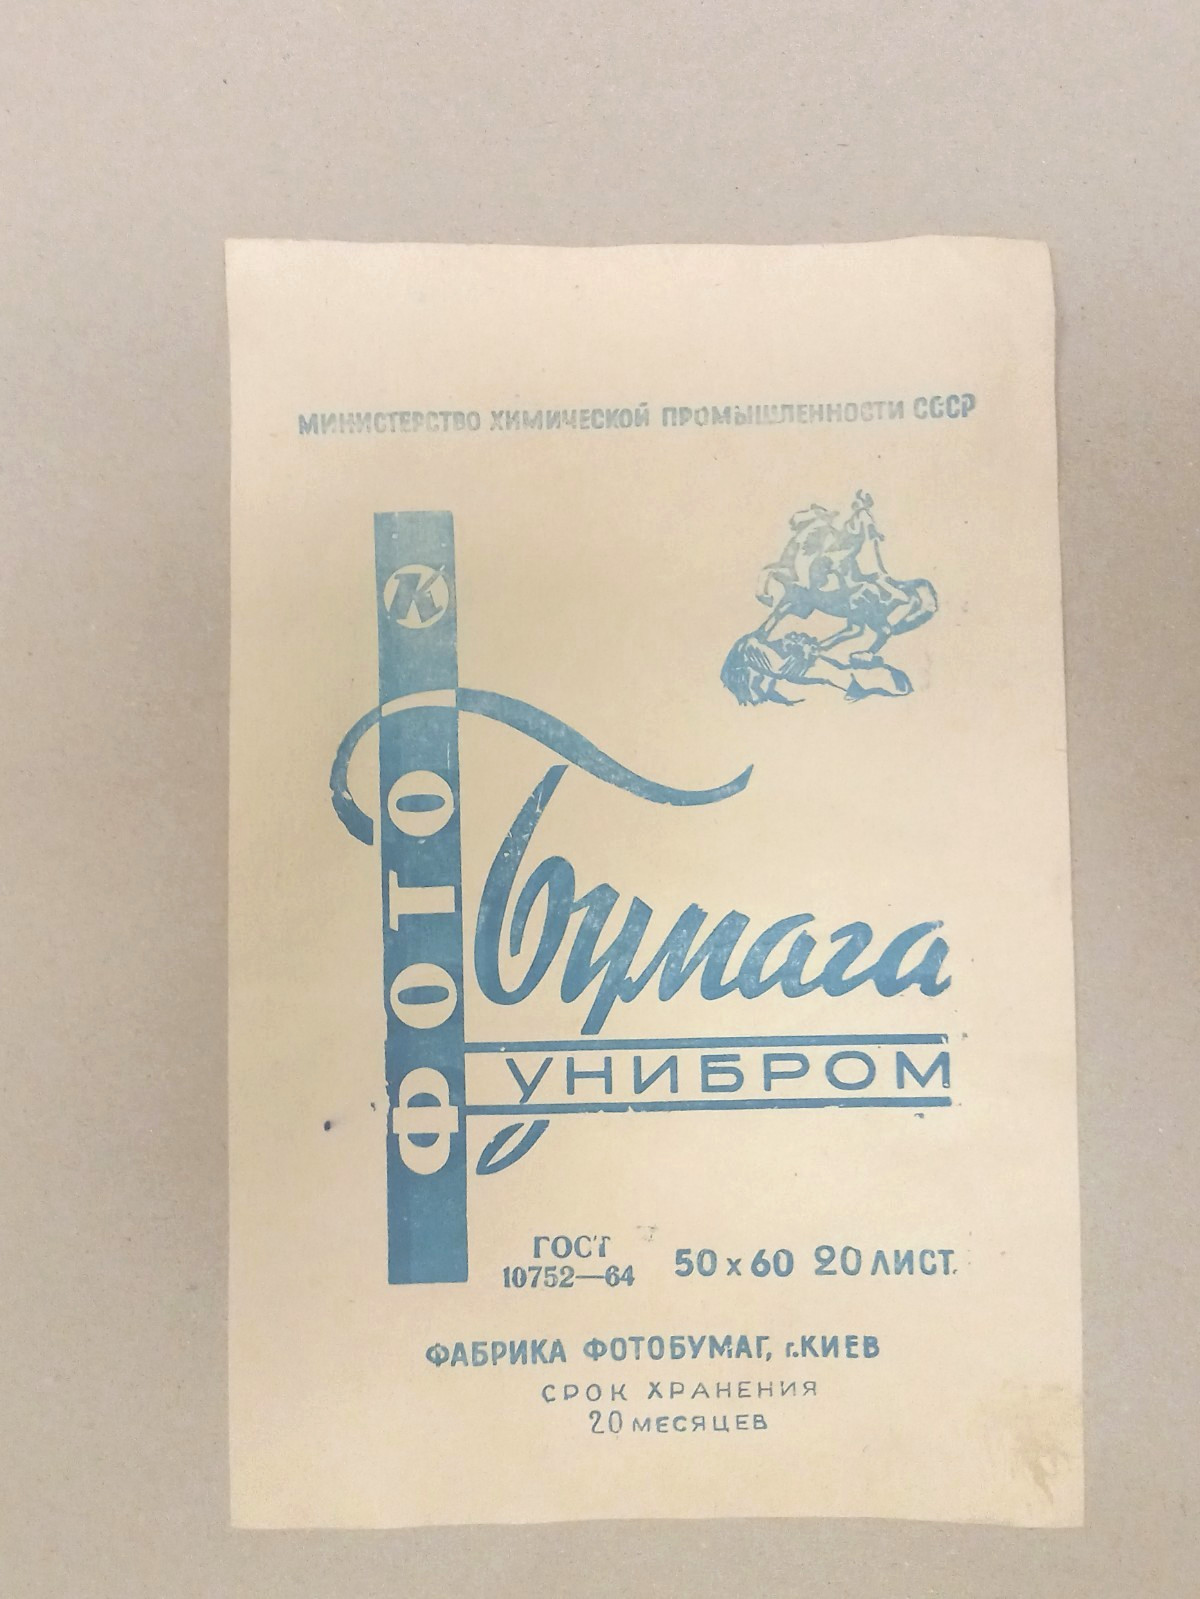 МИНИСТЕРСТВО ХИМИЧЕСКОЙ ПРОМЫШЛЕННОСТИ СССР
К
ФОТО
Бумага
УНИБРОМ
ГОСТ
10752—64
50 х 60 20 ЛИСТ.
ФАБРИКА ФОТОБУМАГ, г.КИЕВ
СРОК ХРАНЕНИЯ
20 МЕСЯЦЕВ